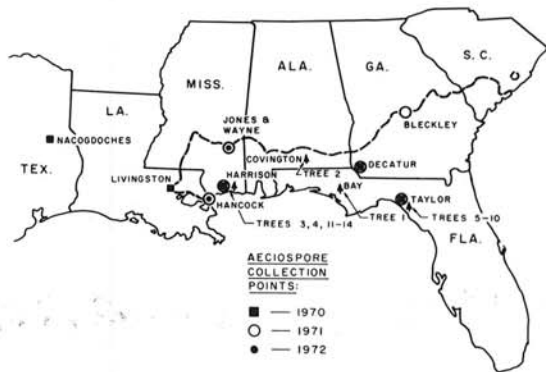 S. C.
MISS.
ALA.
GA.
LA.
JONES &
WAYNE
BLECKLEY
NACOGDOCHES
COVINGTON
TREE 2
DECATUR
TEX.
LIVINGSTON
HARRISON
BAY
TAYLOR
HANCOCK
TREE 1
TREES 5-10
TREES 3, 4, 11-14
FLA.
AECIOSPORE
COLLECTION
POINTS:
— 1970
— 1971
— 1972